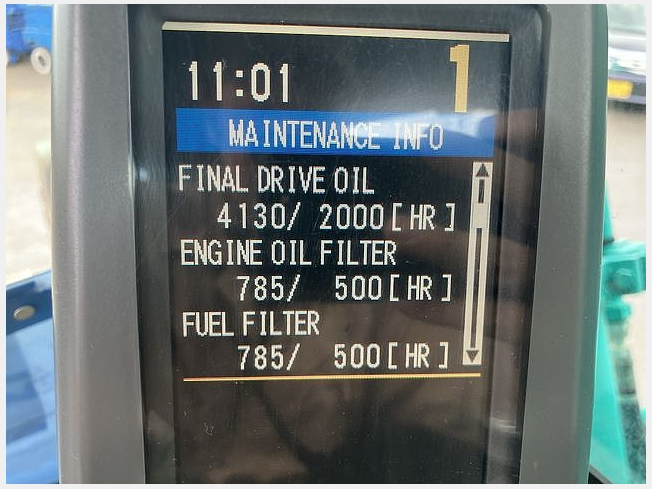 11:01 1
MAINTENANCE INFO
FINAL DRIVE OIL
4130/ 2000[HR]
ENGINE OIL FILTER
785/ 500[HR]
FUEL FILTER
785/ 500[HR]